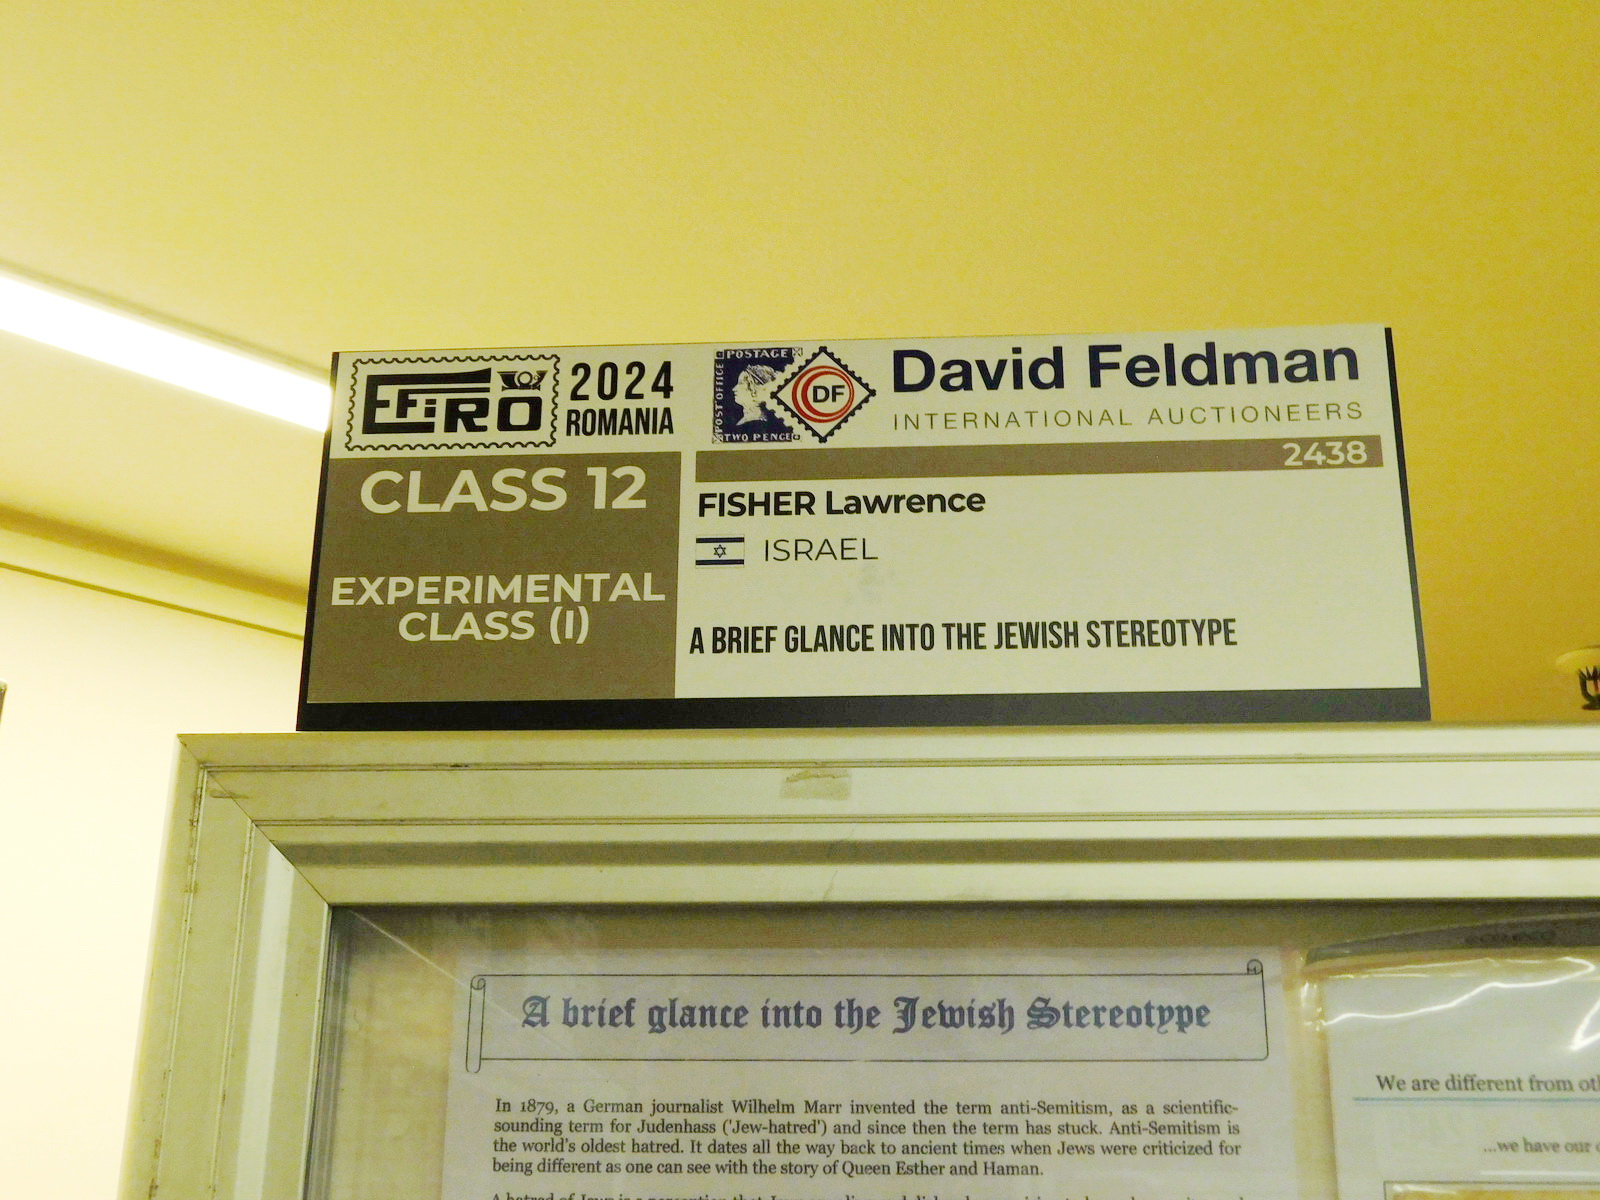 EFiRO
2024
ROMANIA
POSTAGE
POST OFFICE
TWO PENCE
DF
David Feldman
INTERNATIONAL AUCTIONEERS
2438
CLASS 12
EXPERIMENTAL
CLASS (I)
FISHER Lawrence
ISRAEL
A BRIEF GLANCE INTO THE JEWISH STEREOTYPE
A brief glance into the Jewish Stereotype
In 1879, a German journalist Wilhelm Marr invented the term anti-Semitism, as a scientific-
sounding term for Judenhass ('Jew-hatred') and since then the term has stuck. Anti-Semitism is
the world's oldest hatred. It dates all the way back to ancient times when Jews were criticized for
being different as one can see with the story of Queen Esther and Haman.
We are different from
...we have our